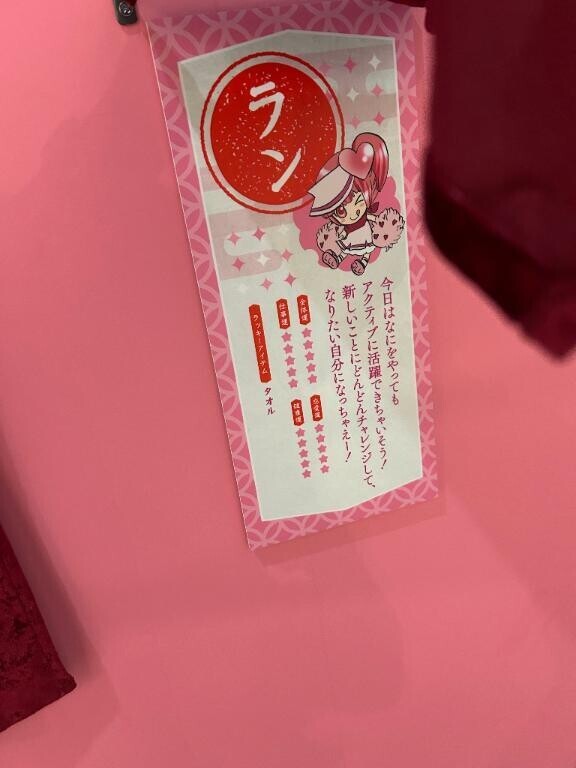 ラン
今日はなにをやっても
アクティブに活躍できちゃいそう！
新しいことにどんどんチャレンジして、
なりたい自分になっちゃえー！
全体運 ★★★★★
恋愛運 ★★★★
仕事運 ★★★★★
健康運 ★★★★★
ラッキーアイテム タオル